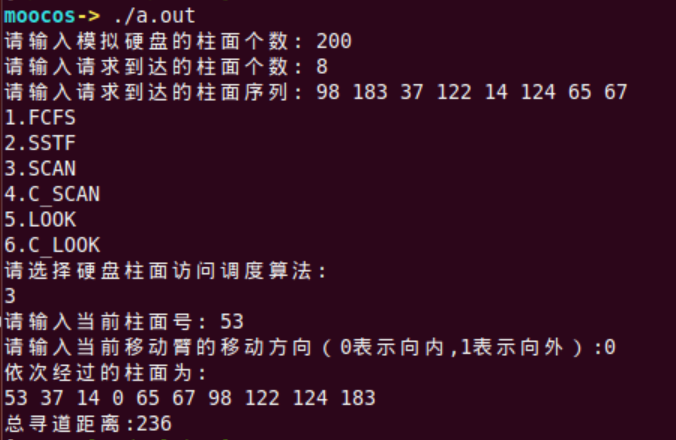 moocos-> ./a.out
请输入模拟硬盘的柱面个数: 200
请输入请求到达的柱面个数: 8
请输入请求到达的柱面序列: 98 183 37 122 14 124 65 67
1.FCFS
2.SSTF
3.SCAN
4.C_SCAN
5.LOOK
6.C_LOOK
请选择硬盘柱面访问调度算法:
3
请输入当前柱面号: 53
请输入当前移动臂的移动方向（0表示向内,1表示向外）:0
依次经过的柱面为:
53 37 14 0 65 67 98 122 124 183
总寻道距离:236